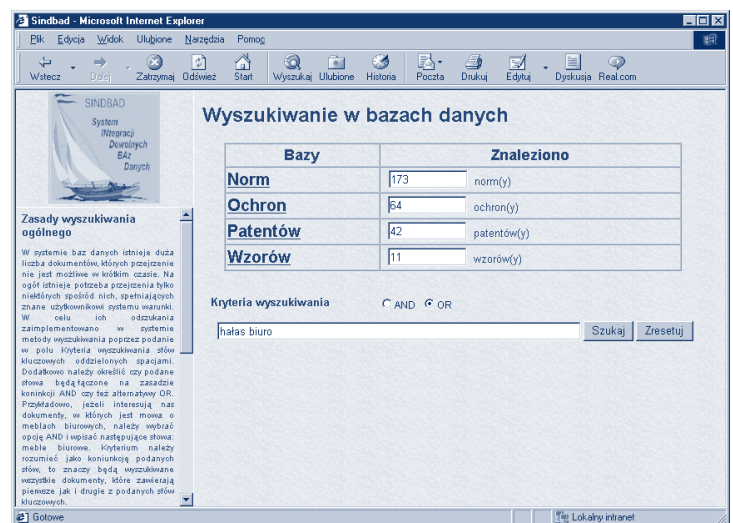 Sindbad - Microsoft Internet Explorer
Plik Edycja Widok Ulubione Narzędzia Pomoc
Wstecz Dalej Zatrzymaj Odśwież Start Wyszukaj Ulubione Historia Poczta Drukuj Edytuj Dyskusja Real.com
SINDBAD
System
INtegracji
Dowolnych
BAz
Danych
Zasady wyszukiwania
ogólnego
W systemie baz danych istnieje duża
liczba dokumentów, których przejrzenie
nie jest możliwe w krótkim czasie. Na
ogół istnieje potrzeba przejrzenia tylko
niektórych spośród nich, spełniających
znane użytkownikowi systemu warunki.
W celu ich odszukania
zaimplementowano w systemie
metody wyszukiwania poprzez podanie
w polu Kryteria wyszukiwania słów
kluczowych oddzielonych spacjami.
Dodatkowo należy określić czy podane
słowa będą łączone na zasadzie
koninkcji AND czy też alternatywy OR.
Przykładowo, jeżeli interesują nas
dokumenty, w których jest mowa o
meblach biurowych, należy wybrać
opcję AND i wpisać następujące słowa:
meble biurowe. Kryterium należy
rozumieć jako koniunkcję podanych
słów, to znaczy będą wyszukiwane
wszystkie dokumenty, które zawierają
pierwsze jak i drugie z podanych słów
kluczowych.
Wyszukiwanie w bazach danych
Bazy Znaleziono
Norm 173 norm(y)
Ochron 64 ochron(y)
Patentów 42 patentów(y)
Wzorów 11 wzorów(y)
Kryteria wyszukiwania AND OR
hałas biuro Szukaj Zresetuj
Gotowe Lokalny intranet